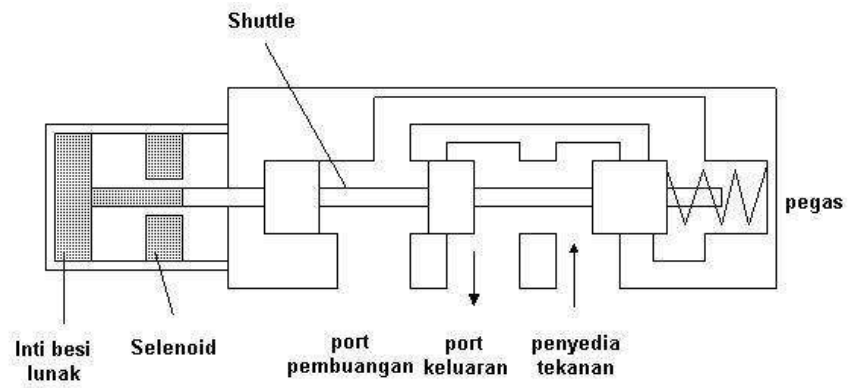 Shuttle
pegas
Inti besi
lunak
Selenoid
port
pembuangan
port
keluaran
penyedia
tekanan